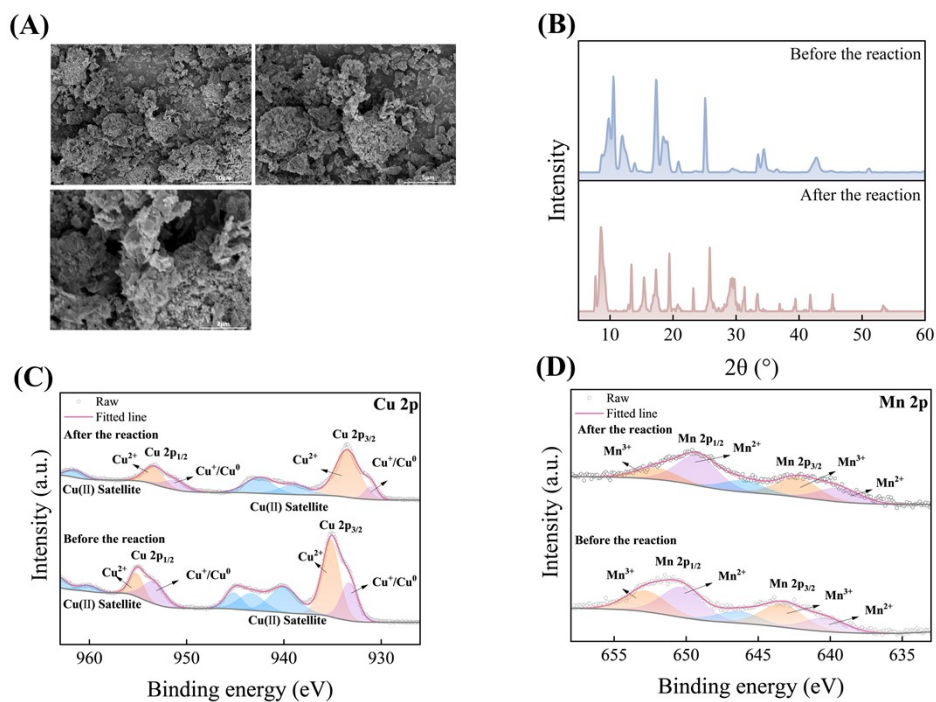 (A)
10μm
5μm
2μm
(B)
Before the reaction
After the reaction
Intensity
10 20 30 40 50 60
2θ (°)
(C)
Cu 2p
Raw
Fitted line
After the reaction
Cu²⁺
Cu 2p₁/₂
Cu⁺/Cu⁰
Cu(II) Satellite
Cu 2p₃/₂
Cu²⁺
Cu⁺/Cu⁰
Cu(II) Satellite
Before the reaction
Cu²⁺
Cu 2p₁/₂
Cu⁺/Cu⁰
Cu(II) Satellite
Cu 2p₃/₂
Cu²⁺
Cu⁺/Cu⁰
Cu(II) Satellite
Intensity (a.u.)
960 950 940 930
Binding energy (eV)
(D)
Mn 2p
Raw
Fitted line
After the reaction
Mn³⁺
Mn 2p₁/₂
Mn²⁺
Mn 2p₃/₂
Mn³⁺
Mn²⁺
Before the reaction
Mn³⁺
Mn 2p₁/₂
Mn²⁺
Mn 2p₃/₂
Mn³⁺
Mn²⁺
Intensity (a.u.)
655 650 645 640 635
Binding energy (eV)